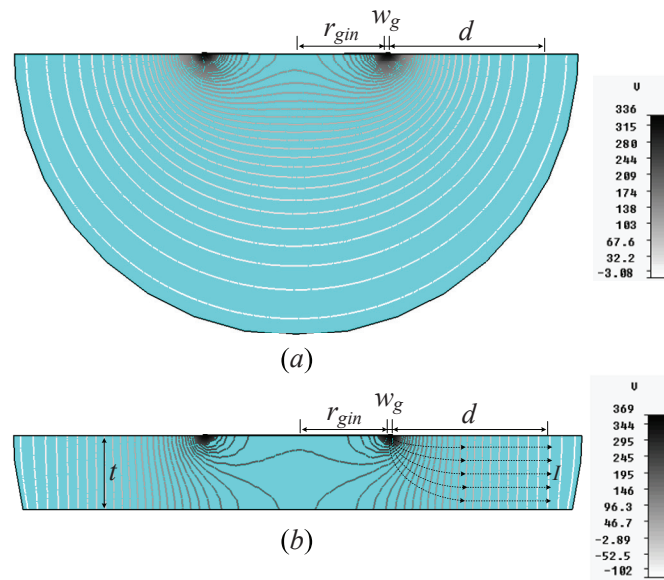 r_gin w_g d
V
336
315
280
244
209
174
138
103
67.6
32.2
-3.08
(a)
r_gin w_g d
t
I
V
369
344
295
245
195
146
96.3
46.7
-2.89
-52.5
-102
(b)